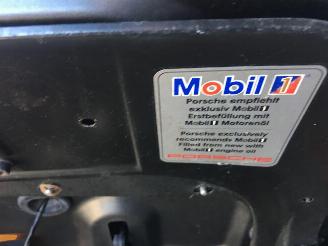 Mobil 1
Porsche empfiehlt
exklusiv Mobil 1
Erstbefüllung mit
Mobil 1 Motorenöl
Porsche exclusively
recommends Mobil 1
Filled from new with
Mobil 1 engine oil
PORSCHE